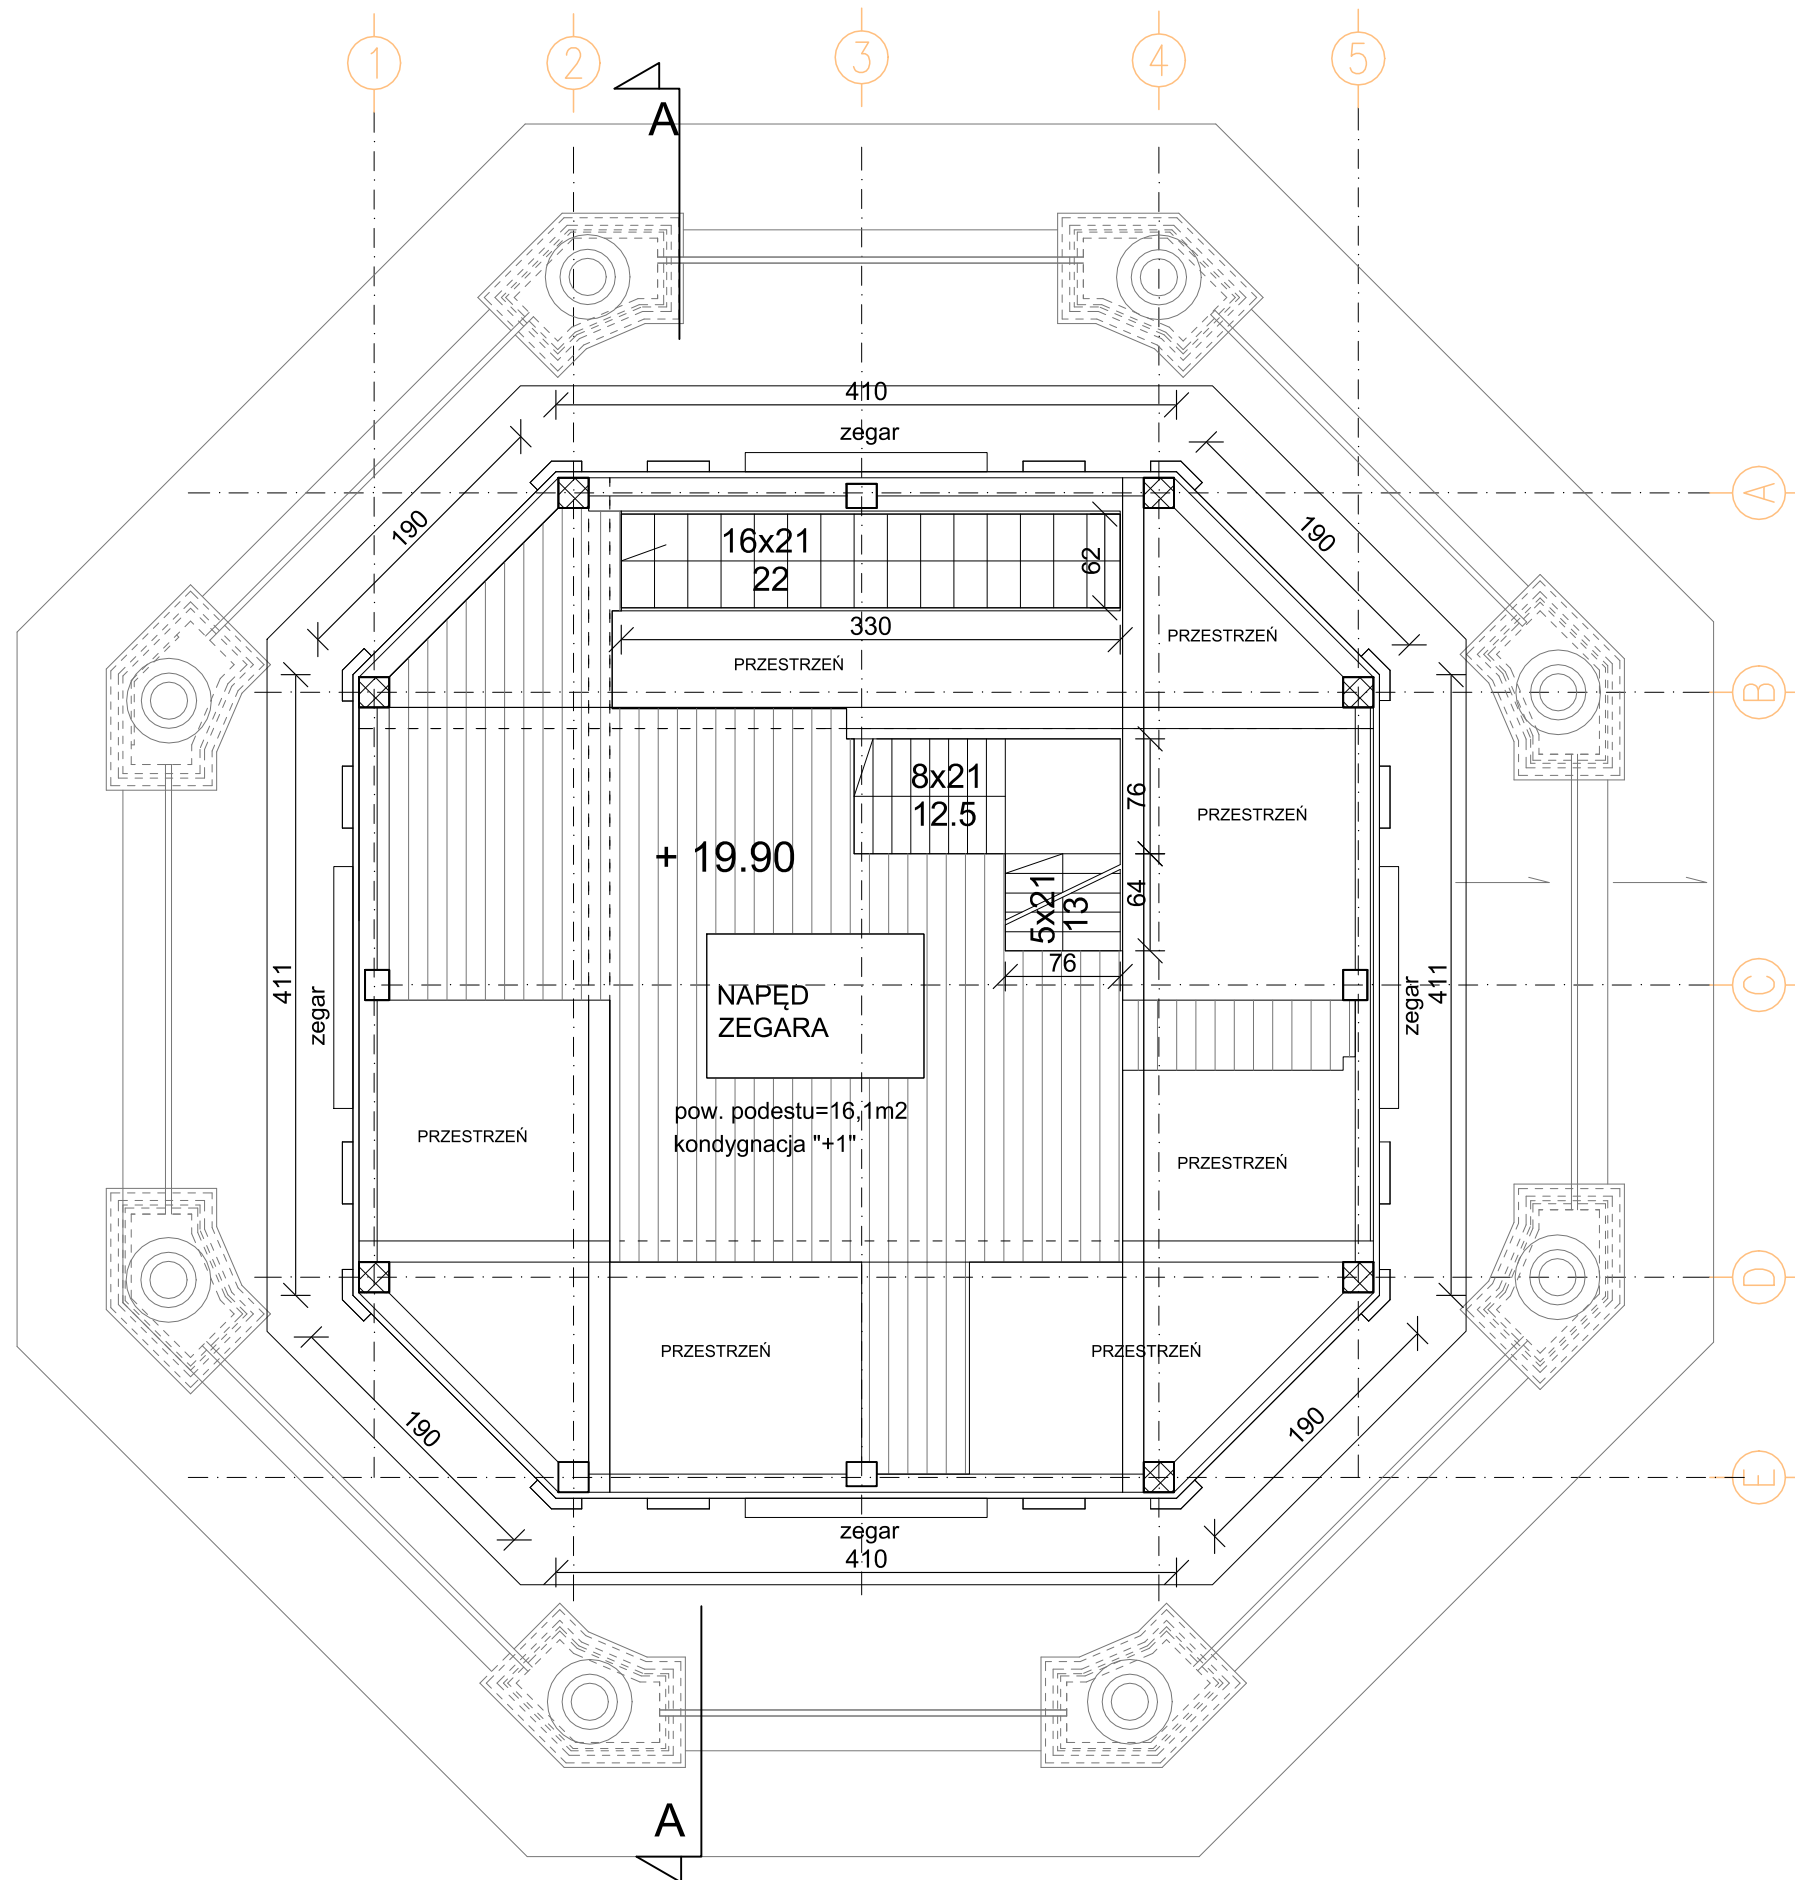 1
2
3
4
5
A
410
zegar
A
190
190
16x21
22
62
330
PRZESTRZEŃ
PRZESTRZEŃ
B
8x21
12.5
76
PRZESTRZEŃ
+ 19.90
5x21
13
64
76
411
zegar
NAPĘD
ZEGARA
zegar
411
C
pow. podestu=16,1m2
kondygnacja "+1"
PRZESTRZEŃ
PRZESTRZEŃ
D
PRZESTRZEŃ
PRZESTRZEŃ
190
190
E
zegar
410
A